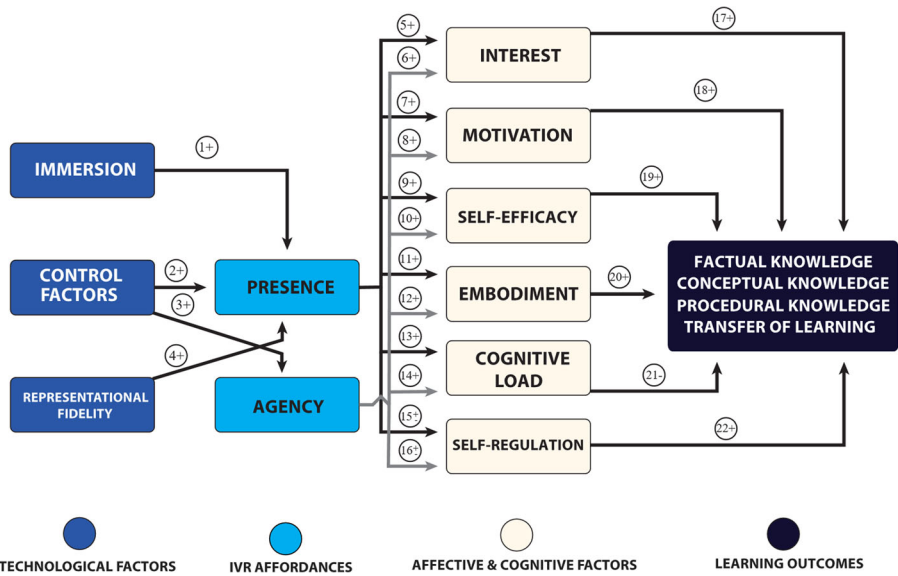 IMMERSION
CONTROL
FACTORS
REPRESENTATIONAL
FIDELITY
1+
2+
3+
4+
PRESENCE
AGENCY
5+
6+
7+
8+
9+
10+
11+
12+
13+
14+
15±
16±
INTEREST
MOTIVATION
SELF-EFFICACY
EMBODIMENT
COGNITIVE
LOAD
SELF-REGULATION
17+
18+
19+
20+
21-
22+
FACTUAL KNOWLEDGE
CONCEPTUAL KNOWLEDGE
PROCEDURAL KNOWLEDGE
TRANSFER OF LEARNING
TECHNOLOGICAL FACTORS
IVR AFFORDANCES
AFFECTIVE & COGNITIVE FACTORS
LEARNING OUTCOMES